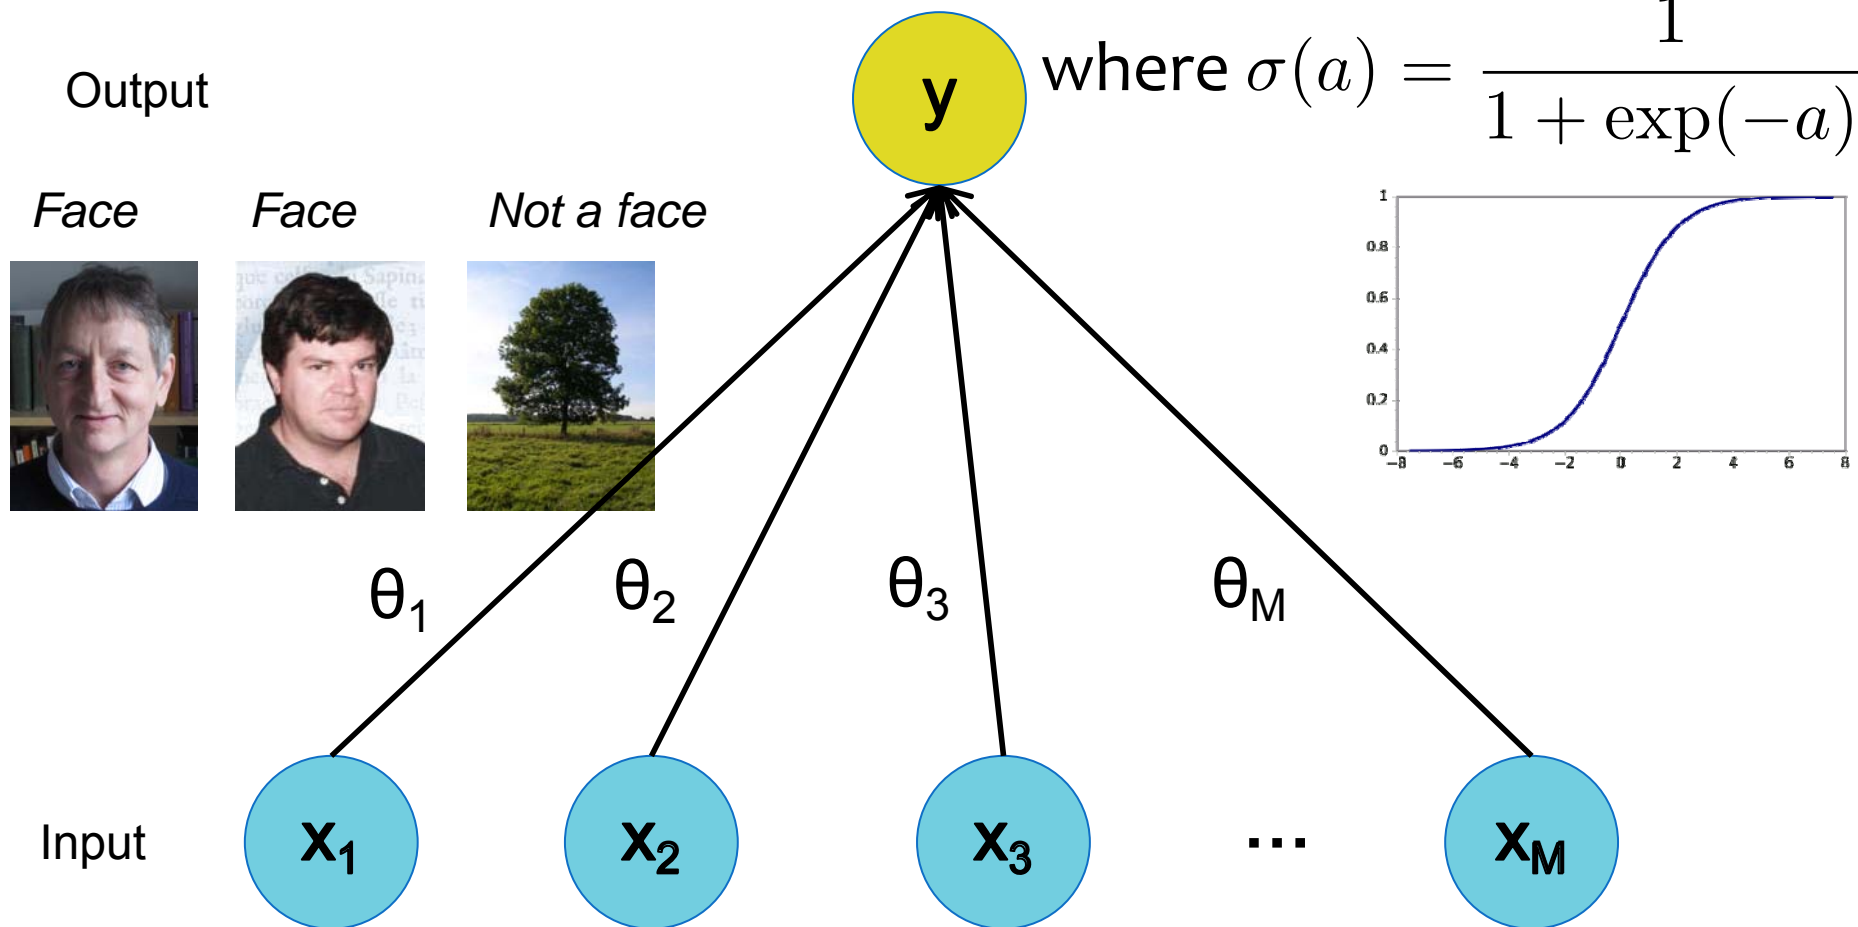 Output
y
where σ(a) = 1 / (1 + exp(−a))
Face
Face
Not a face
1
0.8
0.6
0.4
0.2
0
−8 −6 −4 −2 0 2 4 6 8
θ1
θ2
θ3
θM
Input
x1
x2
x3
...
xM